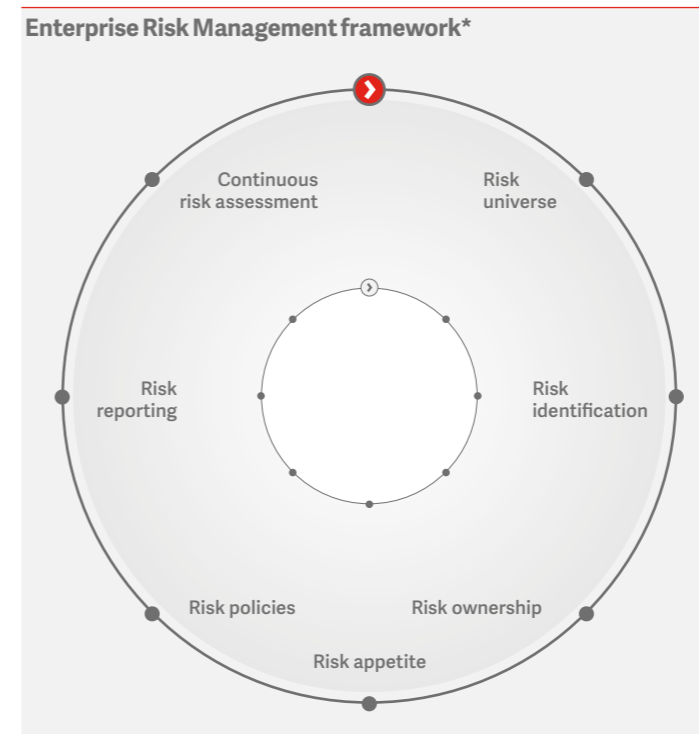 Enterprise Risk Management framework*
Continuous
risk assessment
Risk
universe
Risk
reporting
Risk
identification
Risk policies
Risk ownership
Risk appetite